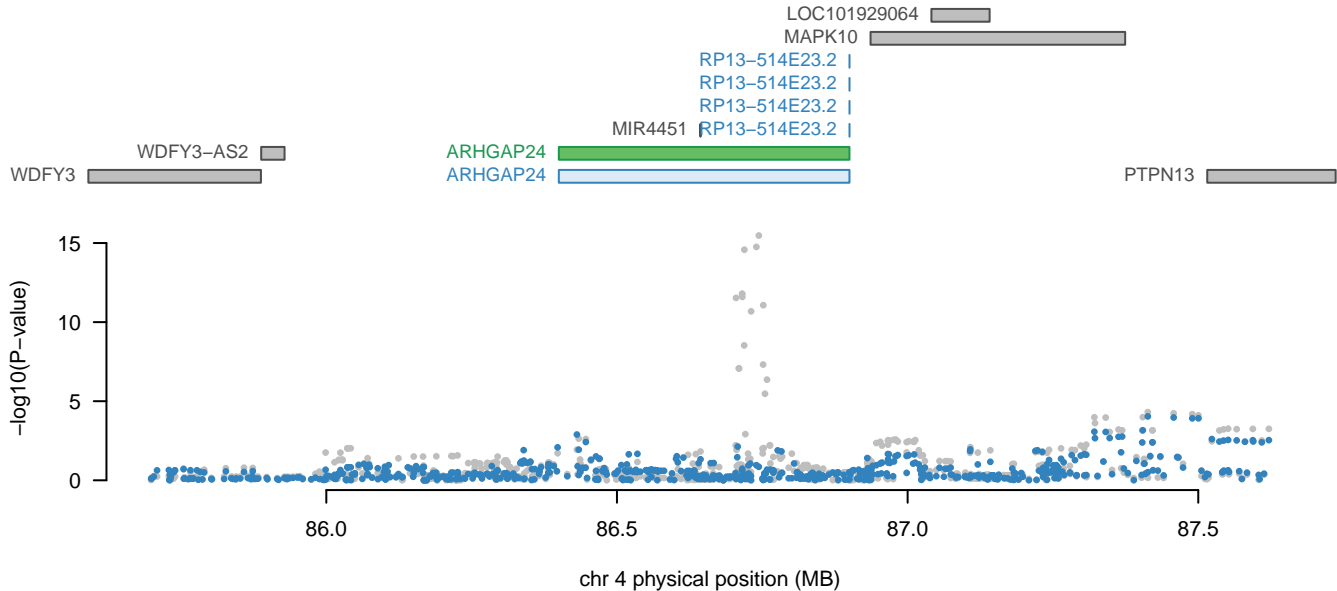 LOC101929064
MAPK10
RP13−514E23.2
RP13−514E23.2
RP13−514E23.2
MIR4451 RP13−514E23.2
WDFY3−AS2 ARHGAP24
WDFY3 ARHGAP24 PTPN13
15
10
5
0
−log10(P−value)
86.0 86.5 87.0 87.5
chr 4 physical position (MB)